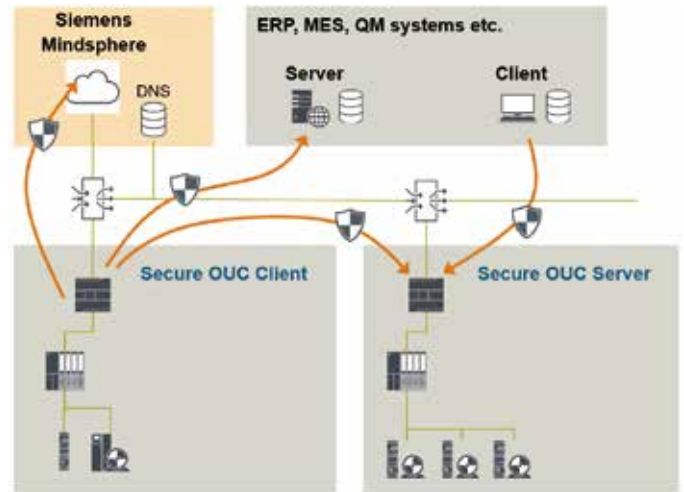 Siemens
Mindsphere
DNS
ERP, MES, QM systems etc.
Server
Client
Secure OUC Client
Secure OUC Server